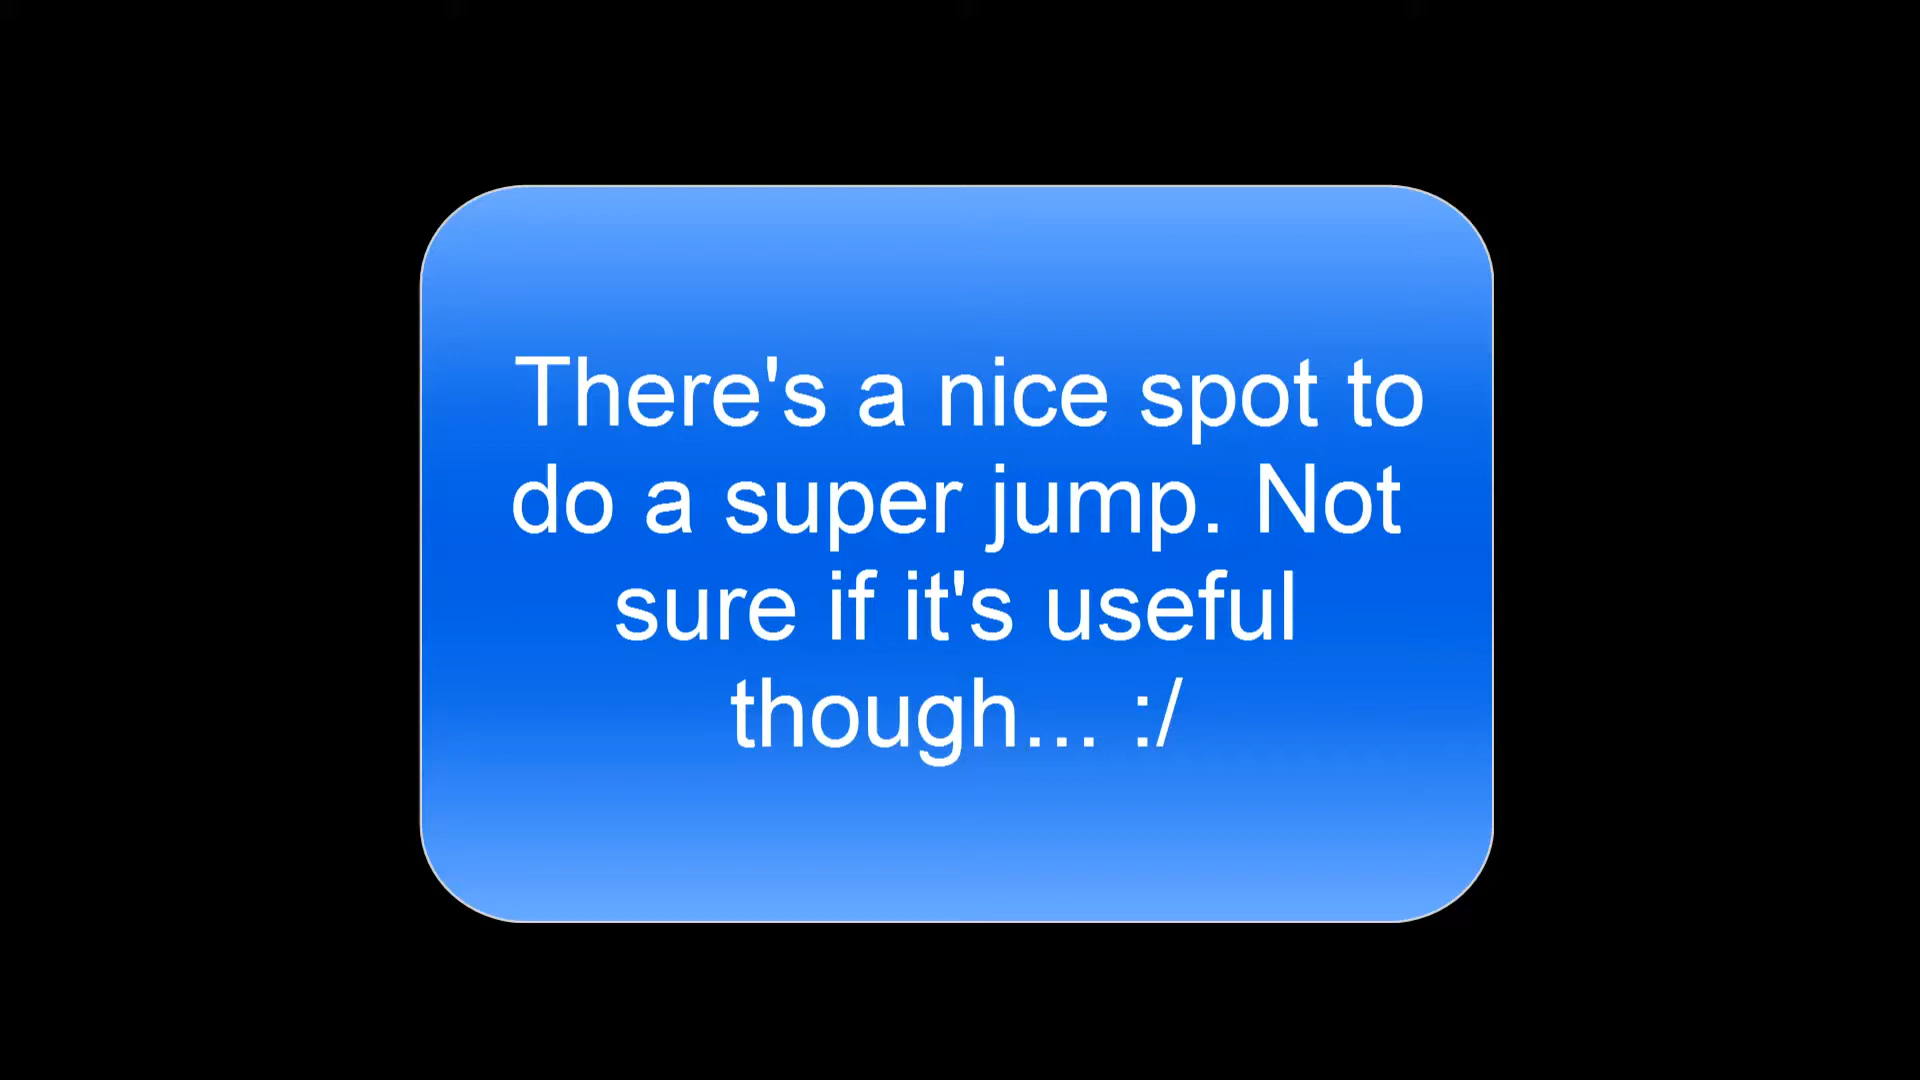 There's a nice spot to
do a super jump. Not
sure if it's useful
though... :/